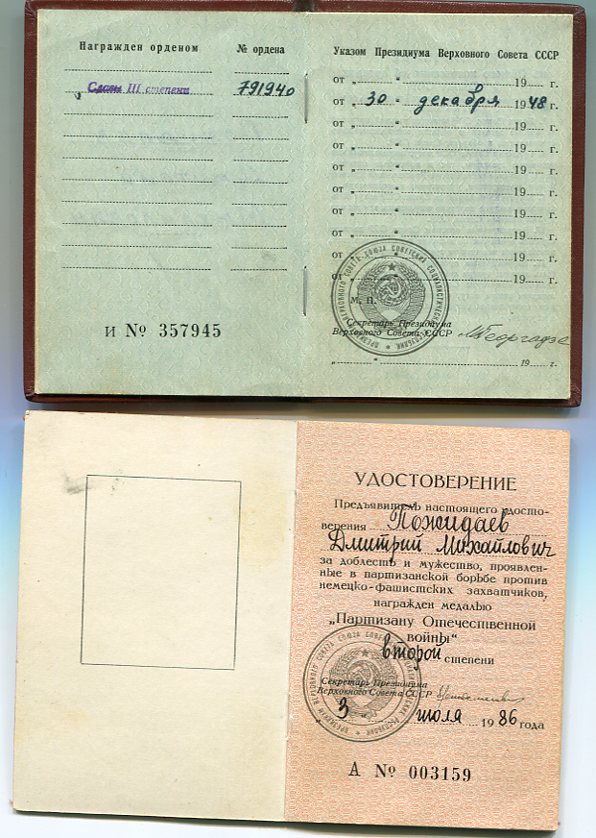 Награжден орденом
№ ордена
Славы III степени
791940
и № 357945
Указом Президиума Верховного Совета СССР
от „ “ 19 г.
от „ 30 “ декабря 1948 г.
от „ “ 19 г.
от „ “ 19 г.
от „ “ 19 г.
от „ “ 19 г.
от „ “ 19 г.
от „ “ 19 г.
от „ “ 19 г.
от „ “ 19 г.
М. П.
Секретарь Президиума
Верховного Совета СССР
МГеоргадзе
„ “ 19 г.
УДОСТОВЕРЕНИЕ
Предъявитель настоящего удосто-
верения Пожидаев
Дмитрий Михайлович
за доблесть и мужество, проявлен-
ные в партизанской борьбе против
немецко-фашистских захватчиков,
награжден медалью
„Партизану Отечественной
войны“
второй степени
Секретарь Президиума
Верховного Совета СССР
3 “ июля 1986 года
А № 003159